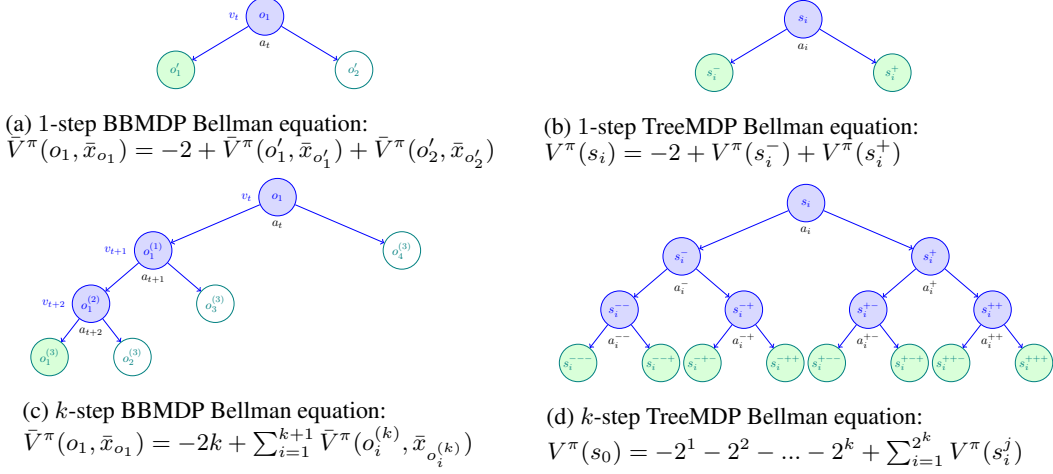 v_t o_1
a_t
o'_1 o'_2
(a) 1-step BBMDP Bellman equation:
V̄^π(o_1, x̄_{o_1}) = −2 + V̄^π(o'_1, x̄_{o'_1}) + V̄^π(o'_2, x̄_{o'_2})
s_i
a_i
s_i^- s_i^+
(b) 1-step TreeMDP Bellman equation:
V^π(s_i) = −2 + V^π(s_i^-) + V^π(s_i^+)
v_t o_1
a_t
v_{t+1} o_1^{(1)} o_4^{(3)}
a_{t+1}
v_{t+2} o_1^{(2)} o_3^{(3)}
a_{t+2}
o_1^{(3)} o_2^{(3)}
(c) k-step BBMDP Bellman equation:
V̄^π(o_1, x̄_{o_1}) = −2k + ∑_{i=1}^{k+1} V̄^π(o_i^{(k)}, x̄_{o_i^{(k)}})
s_i
a_i
s_i^- s_i^+
a_i^- a_i^+
s_i^{--} s_i^{-+} s_i^{+-} s_i^{++}
a_i^{--} a_i^{-+} a_i^{+-} a_i^{++}
s_i^{---} s_i^{--+} s_i^{-+-} s_i^{-++} s_i^{+--} s_i^{+-+} s_i^{++-} s_i^{+++}
(d) k-step TreeMDP Bellman equation:
V^π(s_0) = −2^1 − 2^2 − ... − 2^k + ∑_{i=1}^{2^k} V^π(s_i^j)